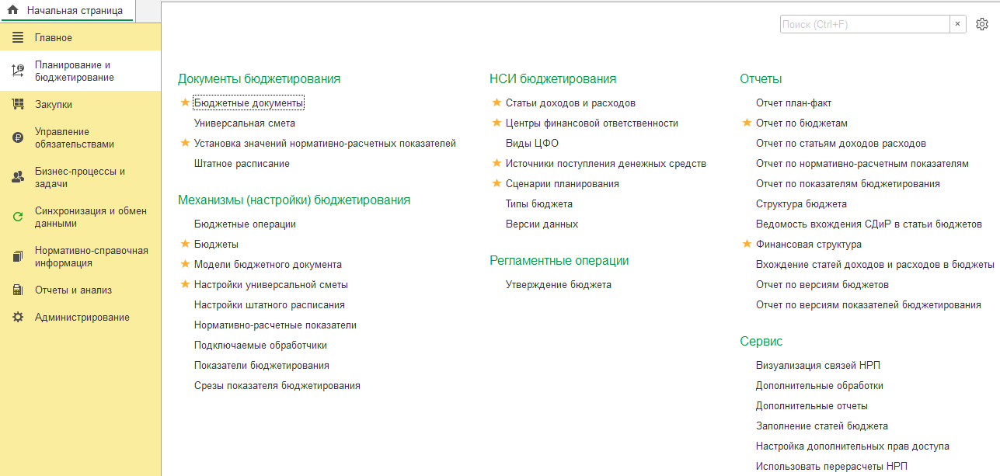 Начальная страница
Поиск (Ctrl+F)
×
Главное
Планирование и
бюджетирование
Закупки
Управление
обязательствами
Бизнес-процессы и
задачи
Синхронизация и обмен
данными
Нормативно-справочная
информация
Отчеты и анализ
Администрирование
Документы бюджетирования
Бюджетные документы
Универсальная смета
Установка значений нормативно-расчетных показателей
Штатное расписание
Механизмы (настройки) бюджетирования
Бюджетные операции
Бюджеты
Модели бюджетного документа
Настройки универсальной сметы
Настройки штатного расписания
Нормативно-расчетные показатели
Подключаемые обработчики
Показатели бюджетирования
Срезы показателя бюджетирования
НСИ бюджетирования
Статьи доходов и расходов
Центры финансовой ответственности
Виды ЦФО
Источники поступления денежных средств
Сценарии планирования
Типы бюджета
Версии данных
Регламентные операции
Утверждение бюджета
Отчеты
Отчет план-факт
Отчет по бюджетам
Отчет по статьям доходов расходов
Отчет по нормативно-расчетным показателям
Отчет по показателям бюджетирования
Структура бюджета
Ведомость вхождения СДиР в статьи бюджетов
Финансовая структура
Вхождение статей доходов и расходов в бюджеты
Отчет по версиям бюджетов
Отчет по версиям показателей бюджетирования
Сервис
Визуализация связей НРП
Дополнительные обработки
Дополнительные отчеты
Заполнение статей бюджета
Настройка дополнительных прав доступа
Использовать перерасчеты НРП